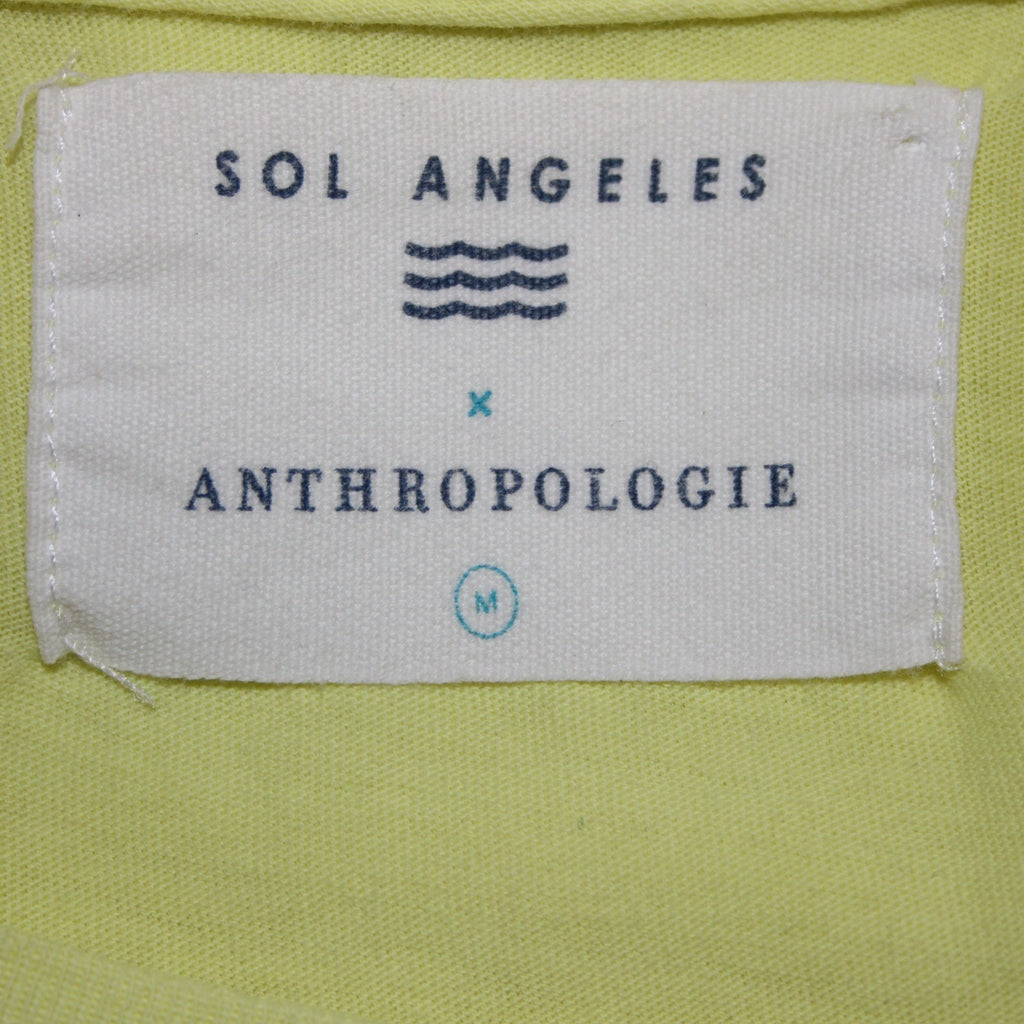 SOL ANGELES
x
ANTHROPOLOGIE
M